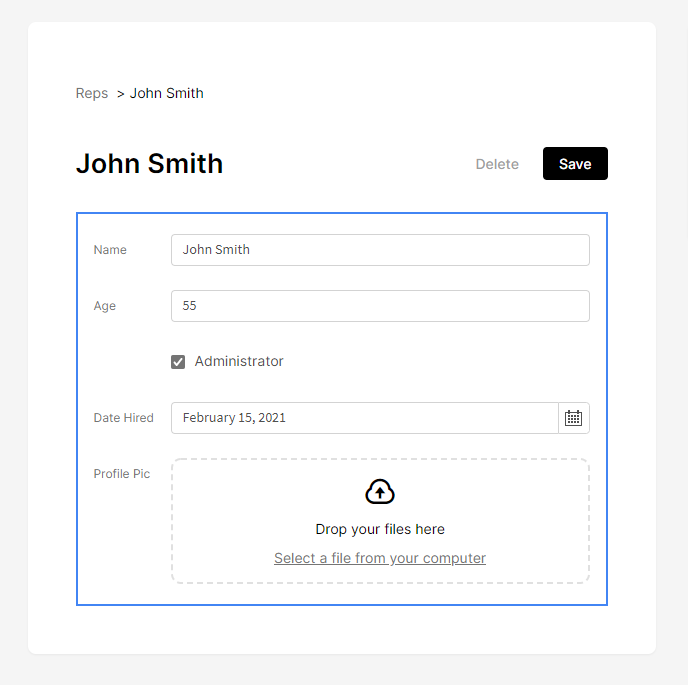 Reps > John Smith
John Smith
Delete
Save
Name
John Smith
Age
55
Administrator
Date Hired
February 15, 2021
Profile Pic
Drop your files here
Select a file from your computer